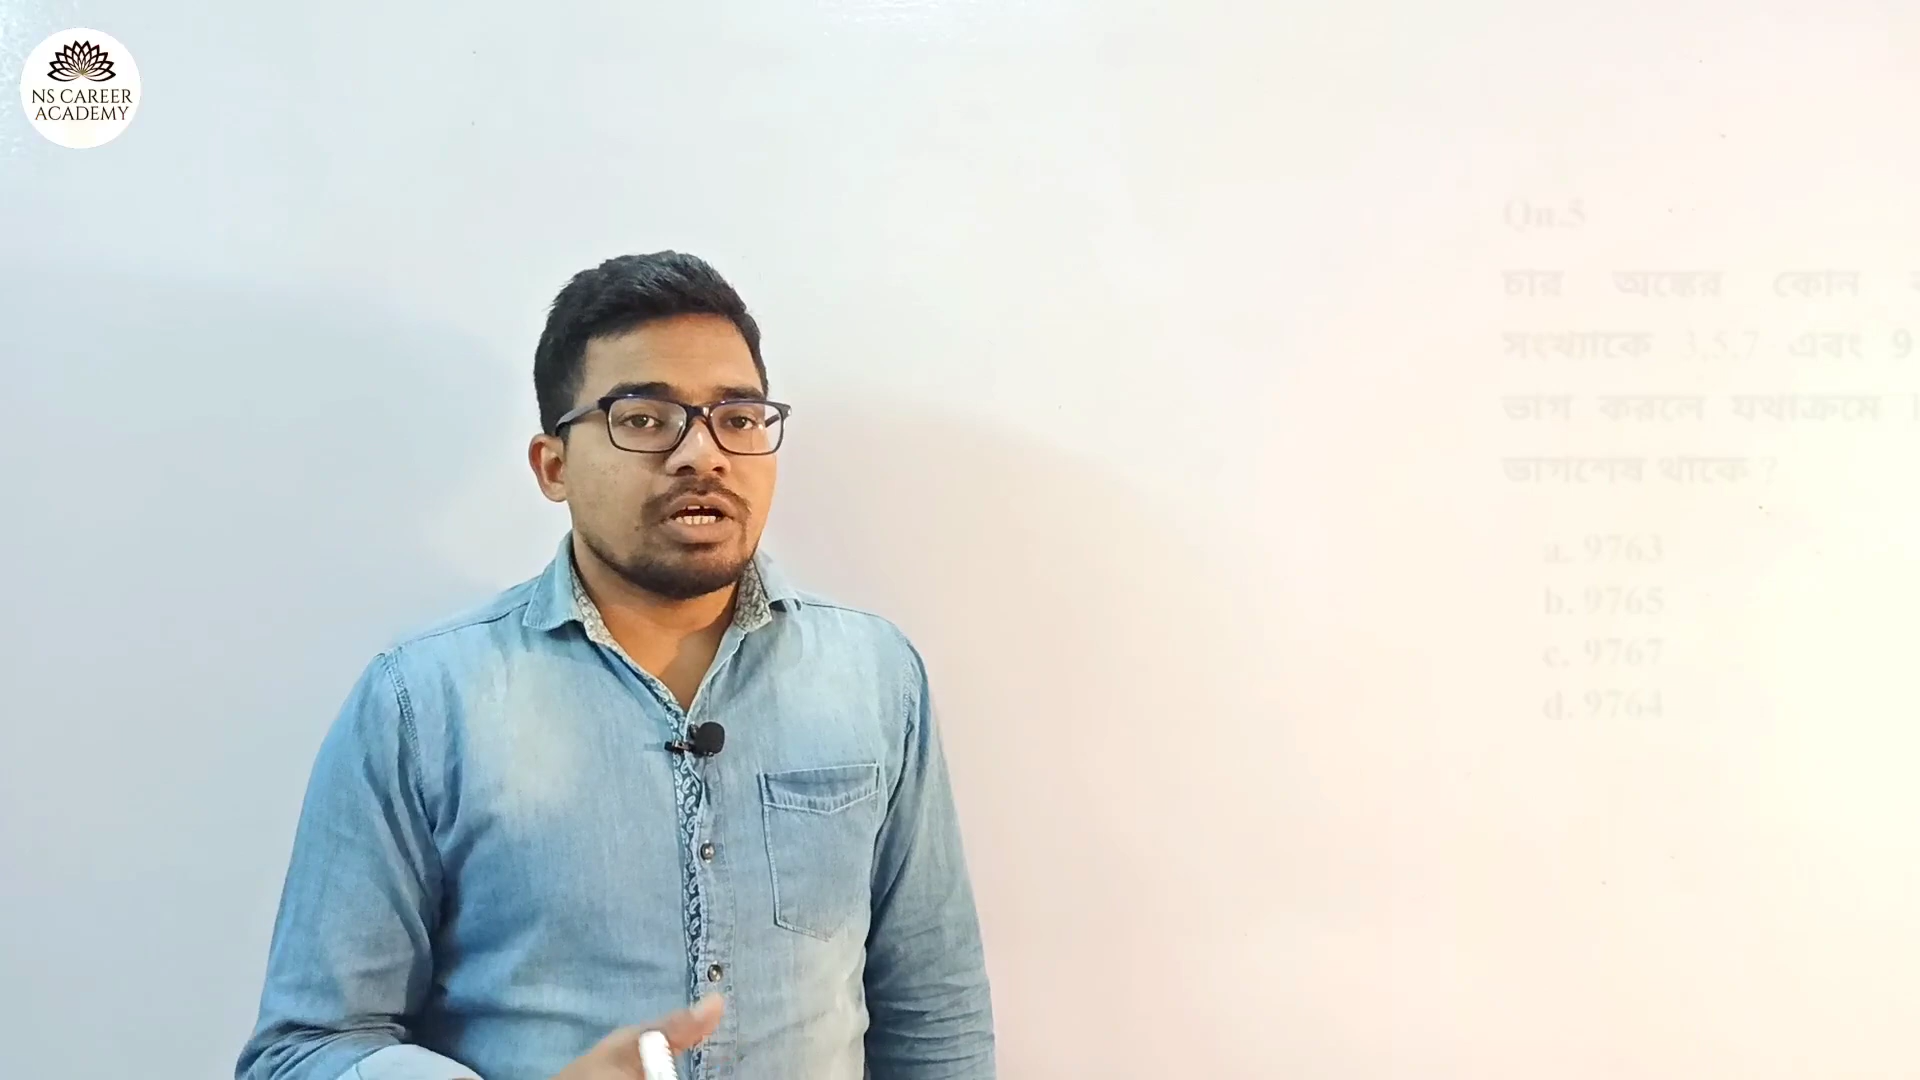 NS CAREER
ACADEMY
Qn.5
চার অঙ্কের কোন
সংখ্যাকে 3,5,7 এবং 9
ভাগ করলে যথাক্রমে
ভাগশেষ থাকে ?
a. 9763
b. 9765
c. 9767
d. 9764